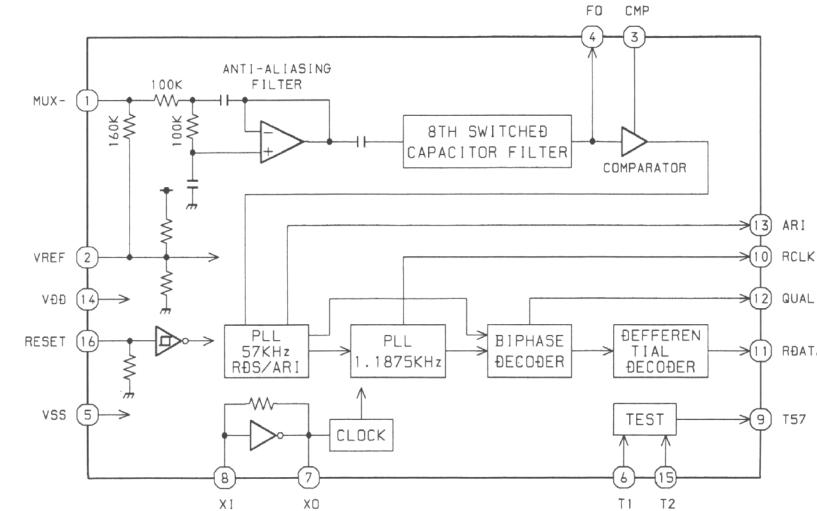 FO CMP
4 3
ANTI-ALIASING
FILTER
MUX- 1
100K
160K
100K
8TH SWITCHED
CAPACITOR FILTER
COMPARATOR
13 ARI
VREF 2
10 RCLK
VDD 14
12 QUAL
RESET 16
PLL
57KHz
RDS/ARI
PLL
1.1875KHz
BIPHASE
DECODER
DEFFEREN
TIAL
DECODER
11 RDATA
VSS 5
CLOCK
TEST
9 T57
8 7 6 15
XI XO T1 T2